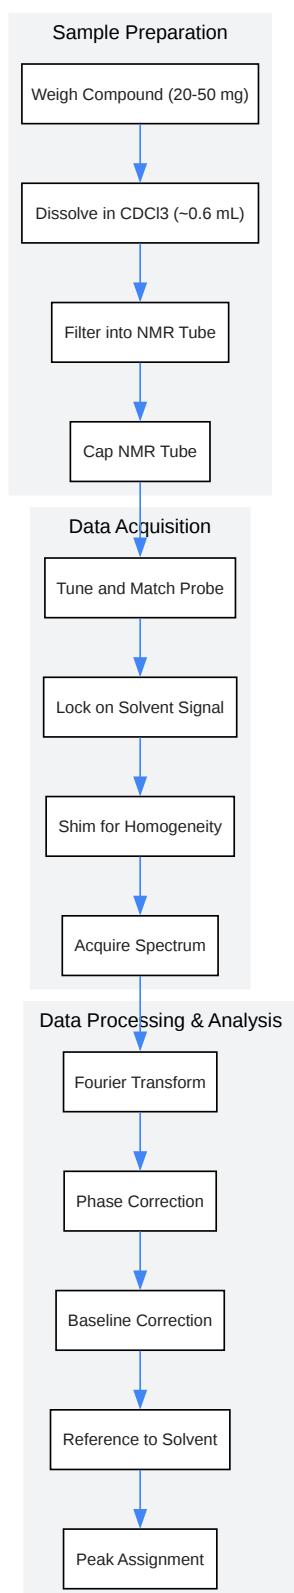 Sample Preparation
Weigh Compound (20-50 mg)
Dissolve in CDCl3 (~0.6 mL)
Filter into NMR Tube
Cap NMR Tube
Data Acquisition
Tune and Match Probe
Lock on Solvent Signal
Shim for Homogeneity
Acquire Spectrum
Data Processing & Analysis
Fourier Transform
Phase Correction
Baseline Correction
Reference to Solvent
Peak Assignment